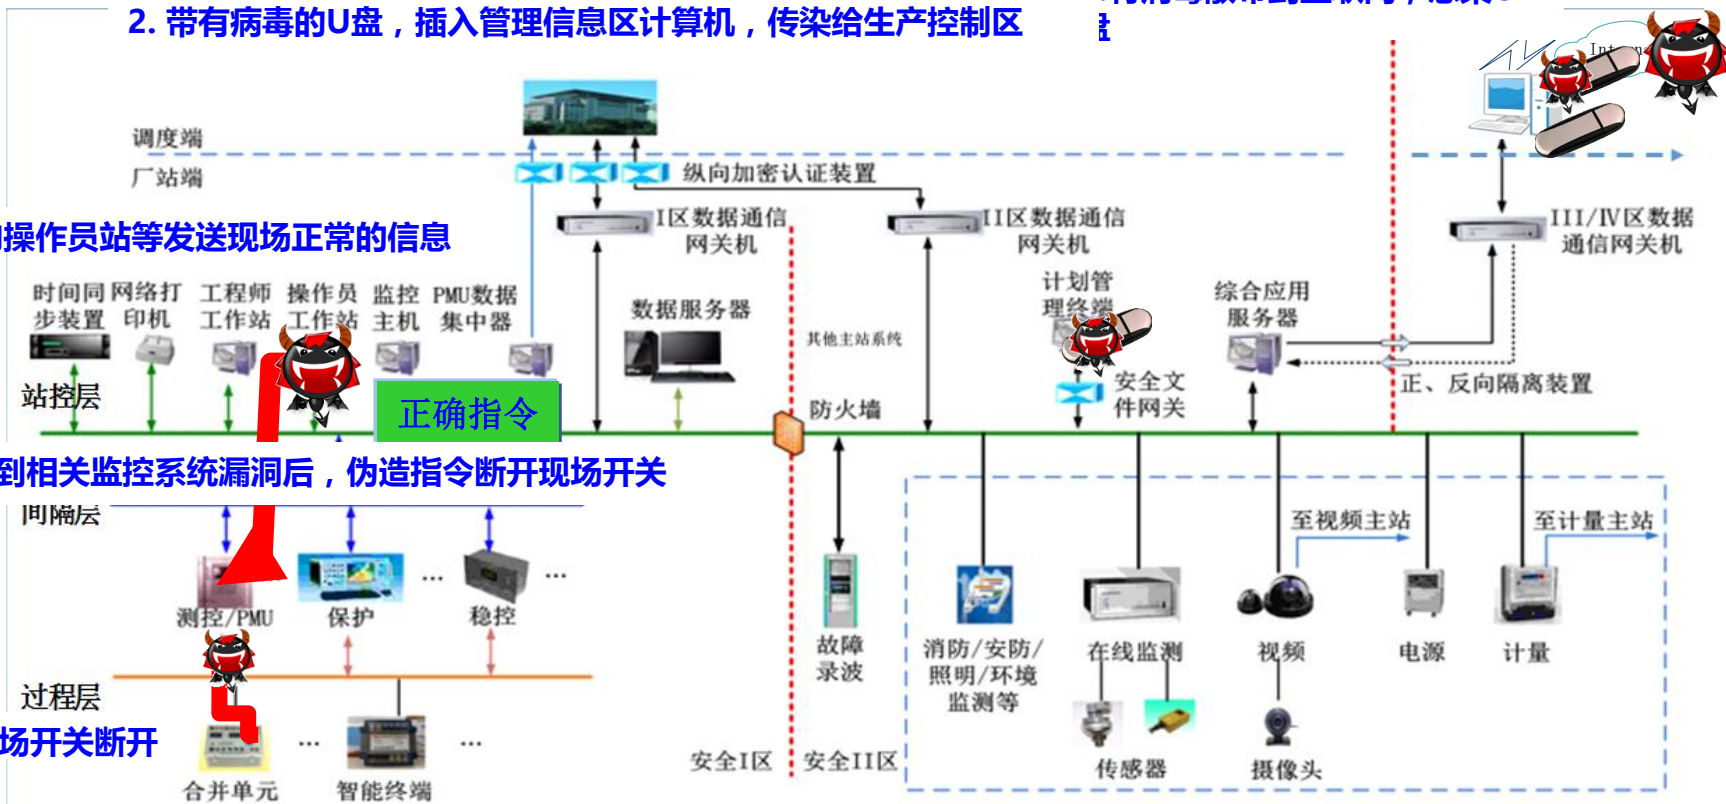 2. 带有病毒的U盘，插入管理信息区计算机，传染给生产控制区
盘
Int
调度端
厂站端
纵向加密认证装置
I区数据通信
网关机
II区数据通信
网关机
III/IV区数据
通信网关机
操作员站等发送现场正常的信息
时间同
步装置
网络打
印机
工程师
工作站
操作员
工作站
监控
主机
PMU数据
集中器
数据服务器
其他主站系统
计划管
理终端
综合应用
服务器
安全文
件网关
正、反向隔离装置
站控层
正确指令
防火墙
到相关监控系统漏洞后，伪造指令断开现场开关
间隔层
至视频主站
至计量主站
测控/PMU
保护
...
稳控
...
故障
录波
消防/安防/
照明/环境
监测等
在线监测
视频
电源
计量
过程层
场开关断开
合并单元
...
智能终端
...
安全I区
安全II区
传感器
摄像头